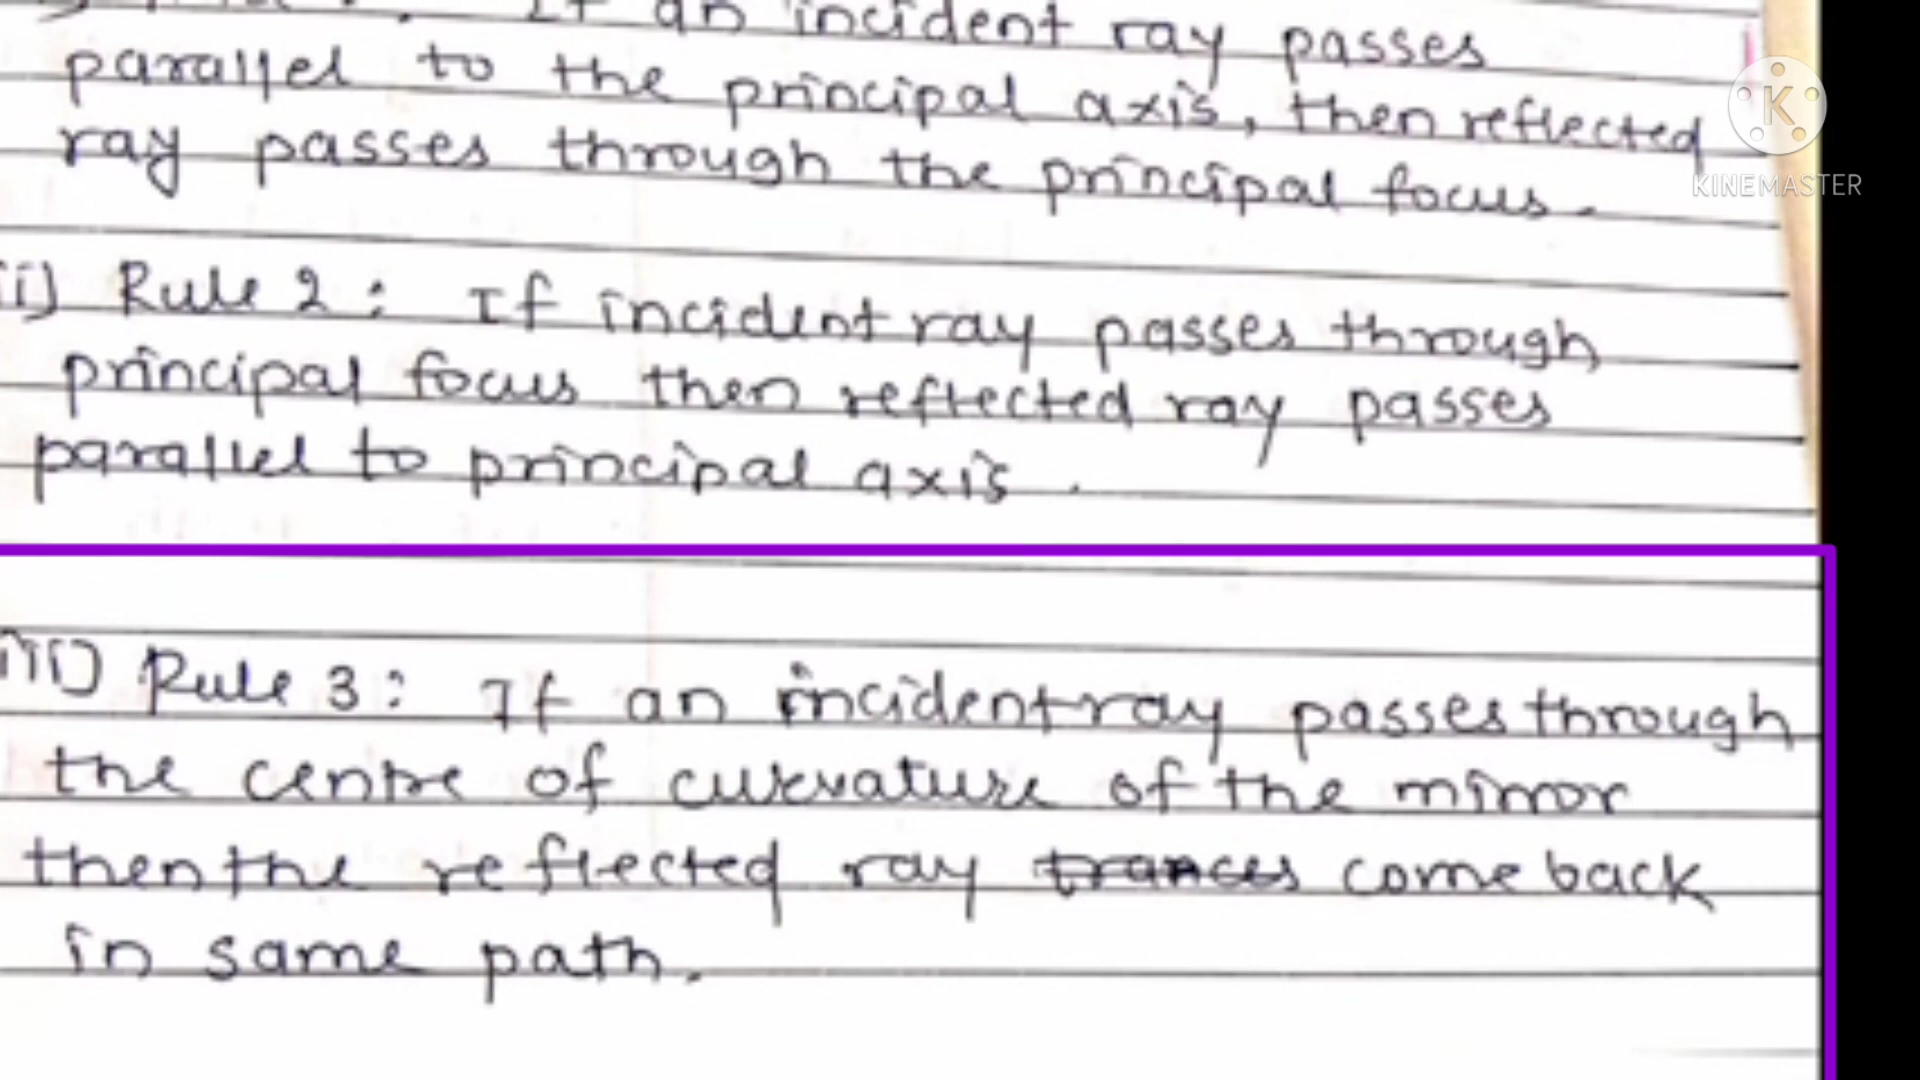 If an incident ray passes
parallel to the principal axis, then reflected
ray passes through the principal focus.
ii) Rule 2: If incident ray passes through
principal focus then reflected ray passes
parallel to principal axis.
iii) Rule 3: If an incident ray passes through
the centre of curvature of the mirror
then the reflected ray trances come back
in same path.
K
KINEMASTER